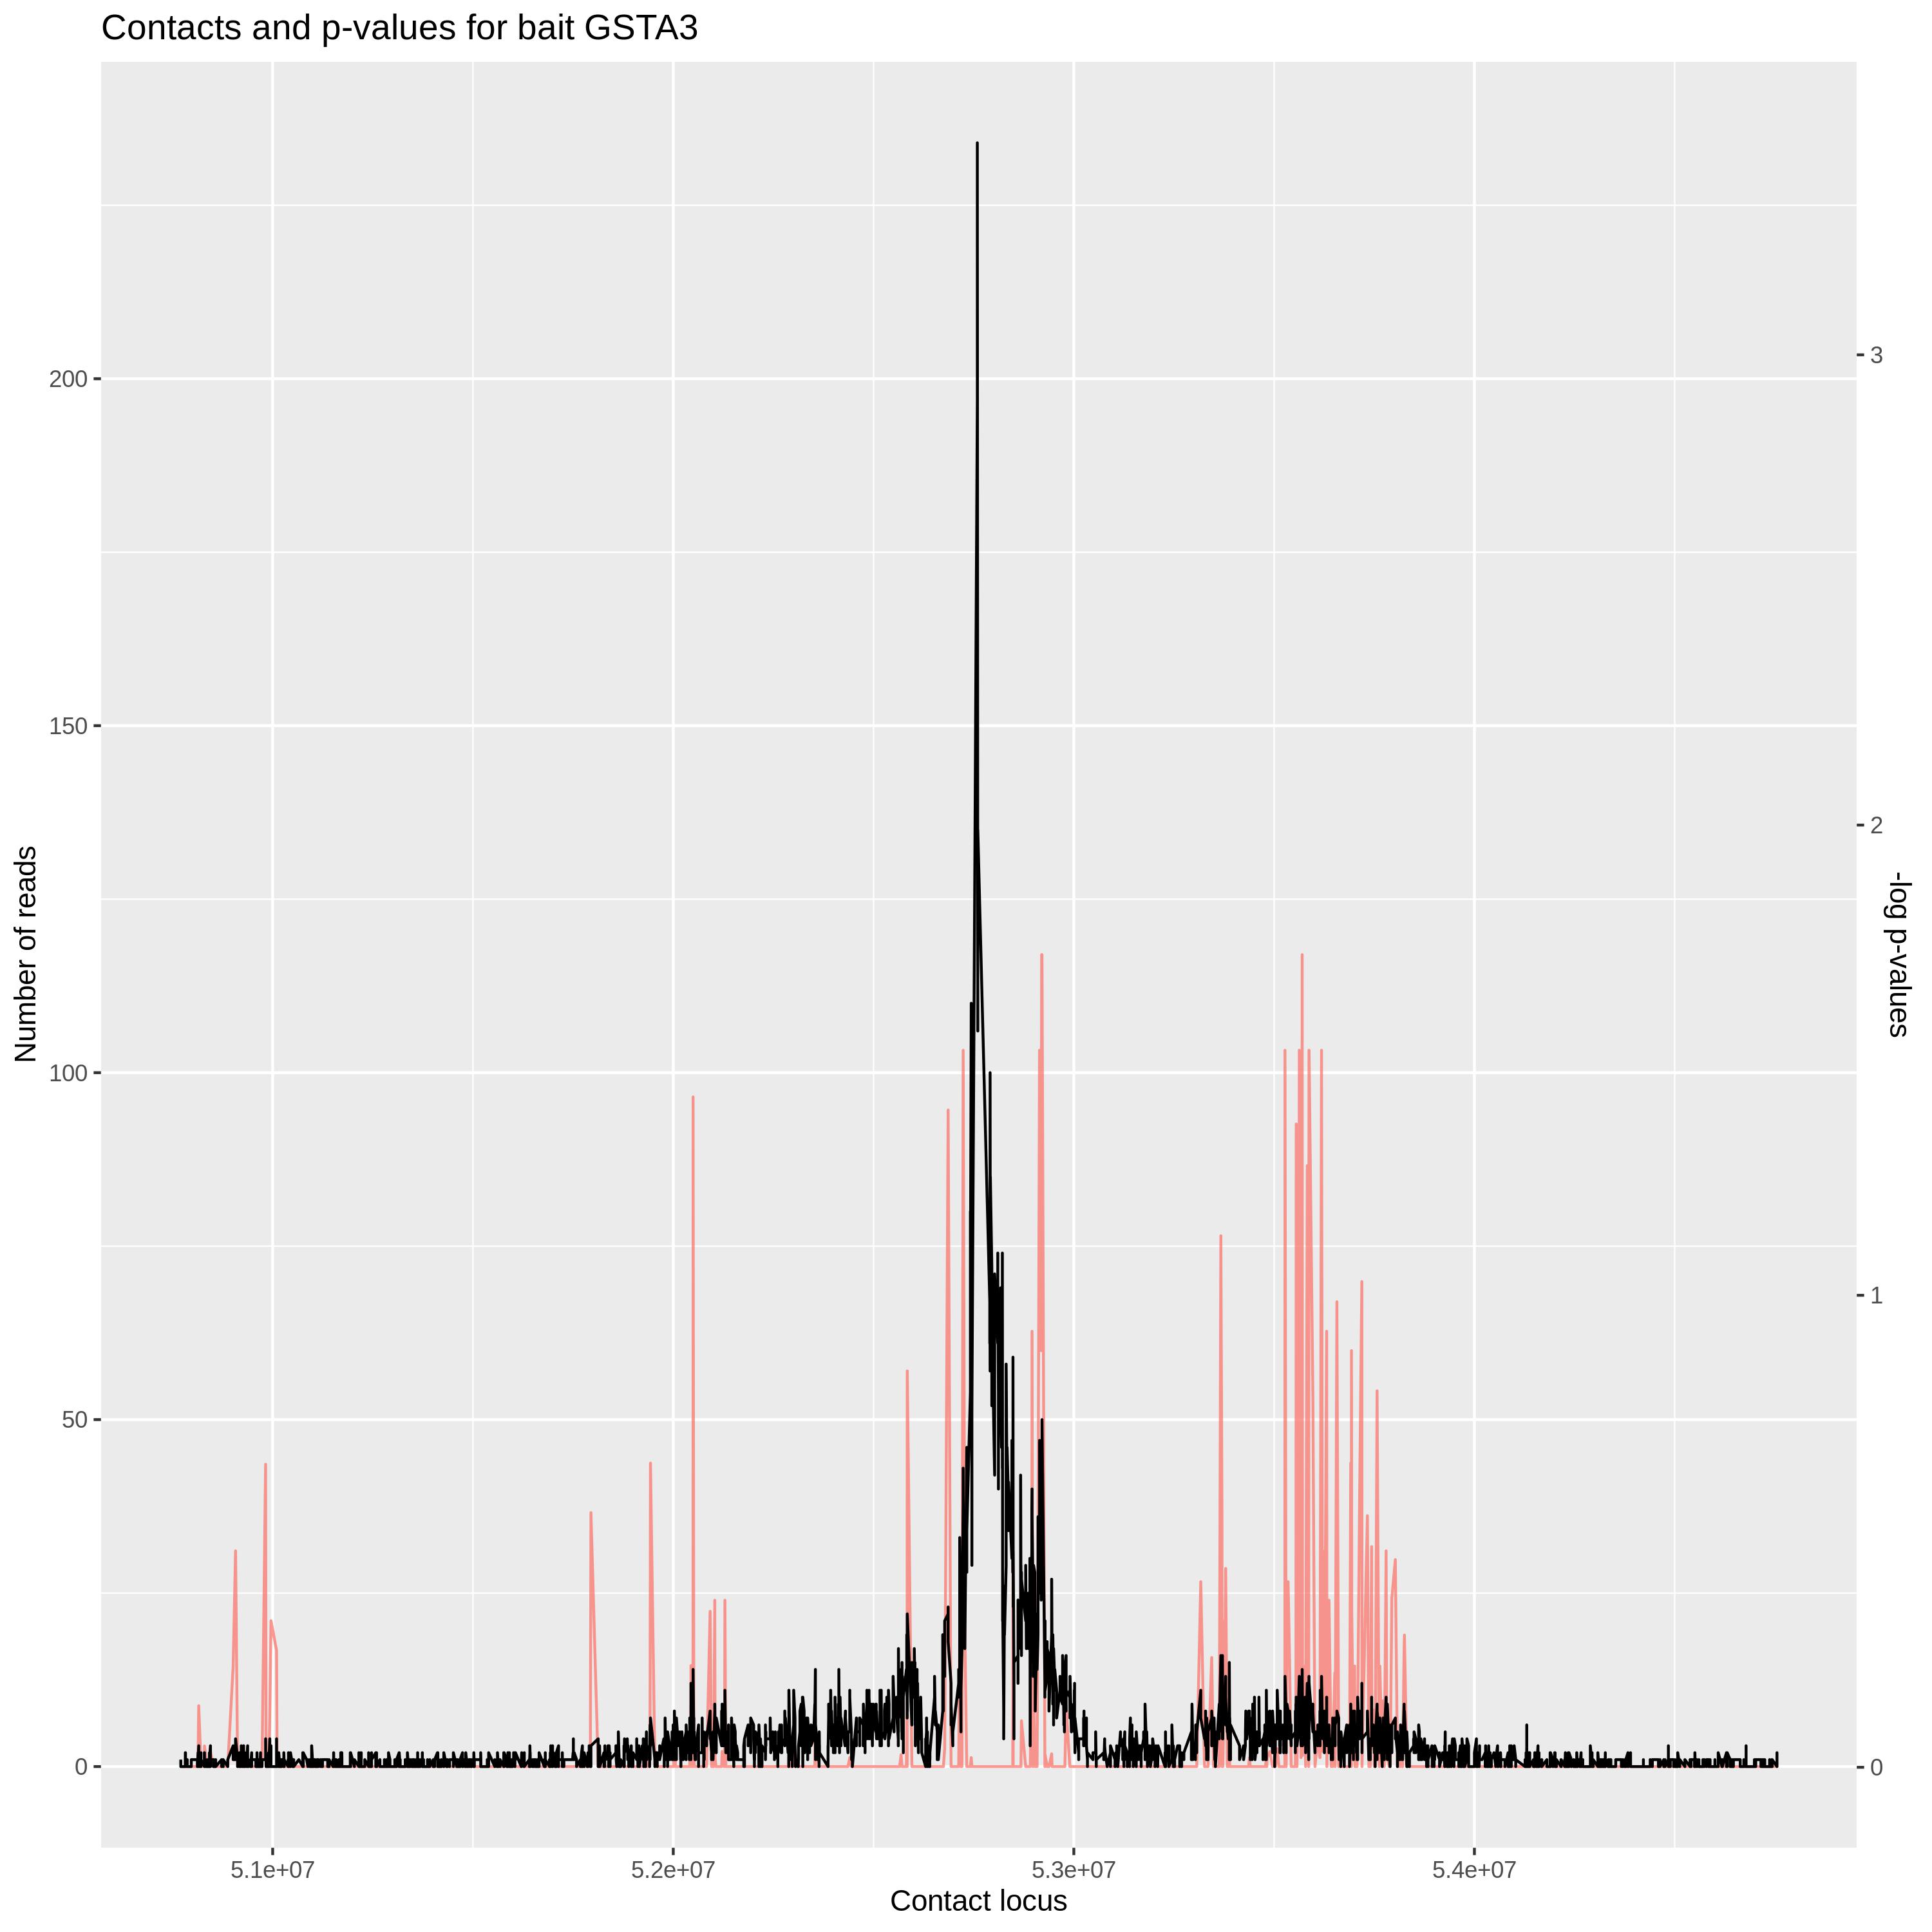 Contacts and p-values for bait GSTA3
200
150
100
50
0
Number of reads
3
2
1
0
-log p-values
5.1e+07
5.2e+07
5.3e+07
5.4e+07
Contact locus